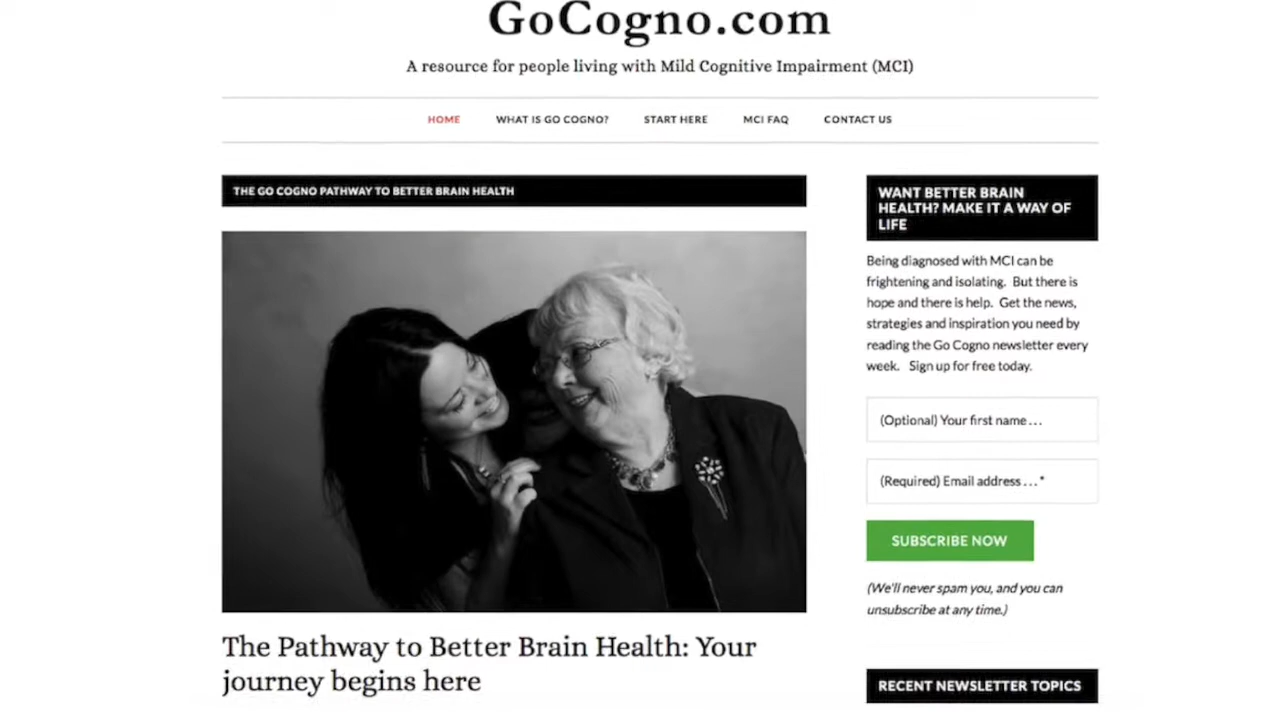 GoCogno.com
A resource for people living with Mild Cognitive Impairment (MCI)
HOME WHAT IS GO COGNO? START HERE MCI FAQ CONTACT US
THE GO COGNO PATHWAY TO BETTER BRAIN HEALTH
The Pathway to Better Brain Health: Your
journey begins here
WANT BETTER BRAIN
HEALTH? MAKE IT A WAY OF
LIFE
Being diagnosed with MCI can be
frightening and isolating. But there is
hope and there is help. Get the news,
strategies and inspiration you need by
reading the Go Cogno newsletter every
week. Sign up for free today.
(Optional) Your first name . . .
(Required) Email address . . . *
SUBSCRIBE NOW
(We'll never spam you, and you can
unsubscribe at any time.)
RECENT NEWSLETTER TOPICS